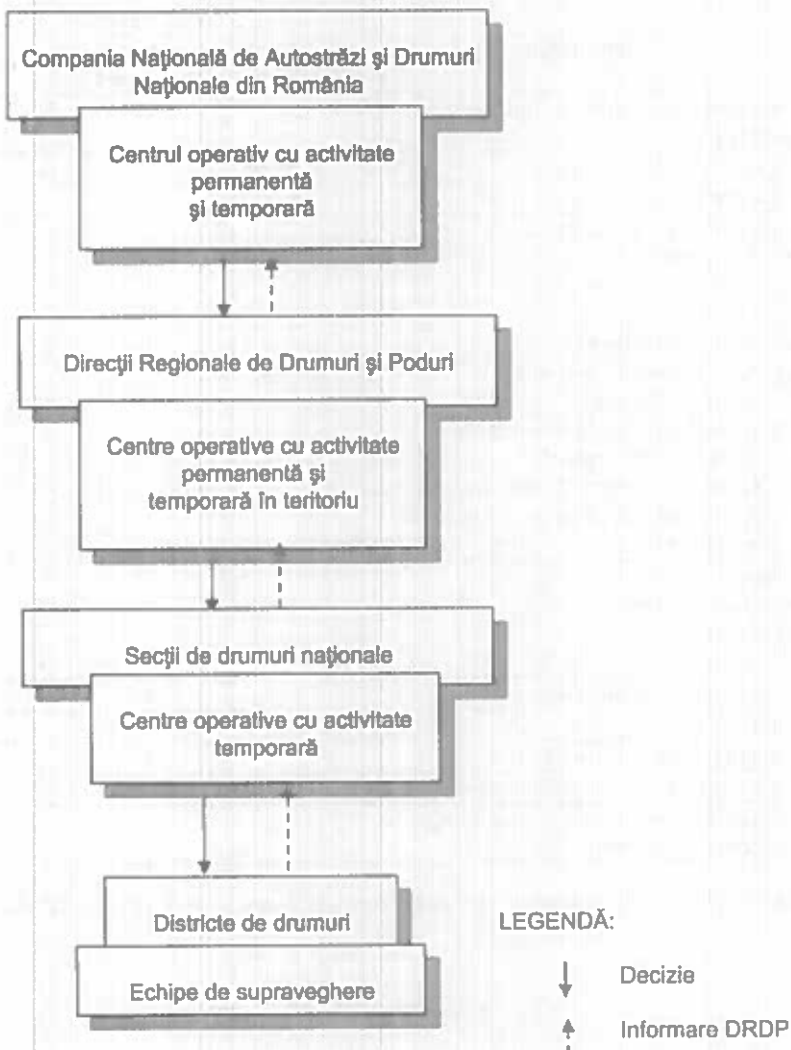 Compania Naţională de Autostrăzi şi Drumuri
Naţionale din România
Centrul operativ cu activitate
permanentă
şi temporară
Direcţii Regionale de Drumuri şi Poduri
Centre operative cu activitate
permanentă şi
temporară în teritoriu
Secţii de drumuri naţionale
Centre operative cu activitate
temporară
Districte de drumuri
Echipe de supraveghere
LEGENDĂ:
Decizie
Informare DRDP